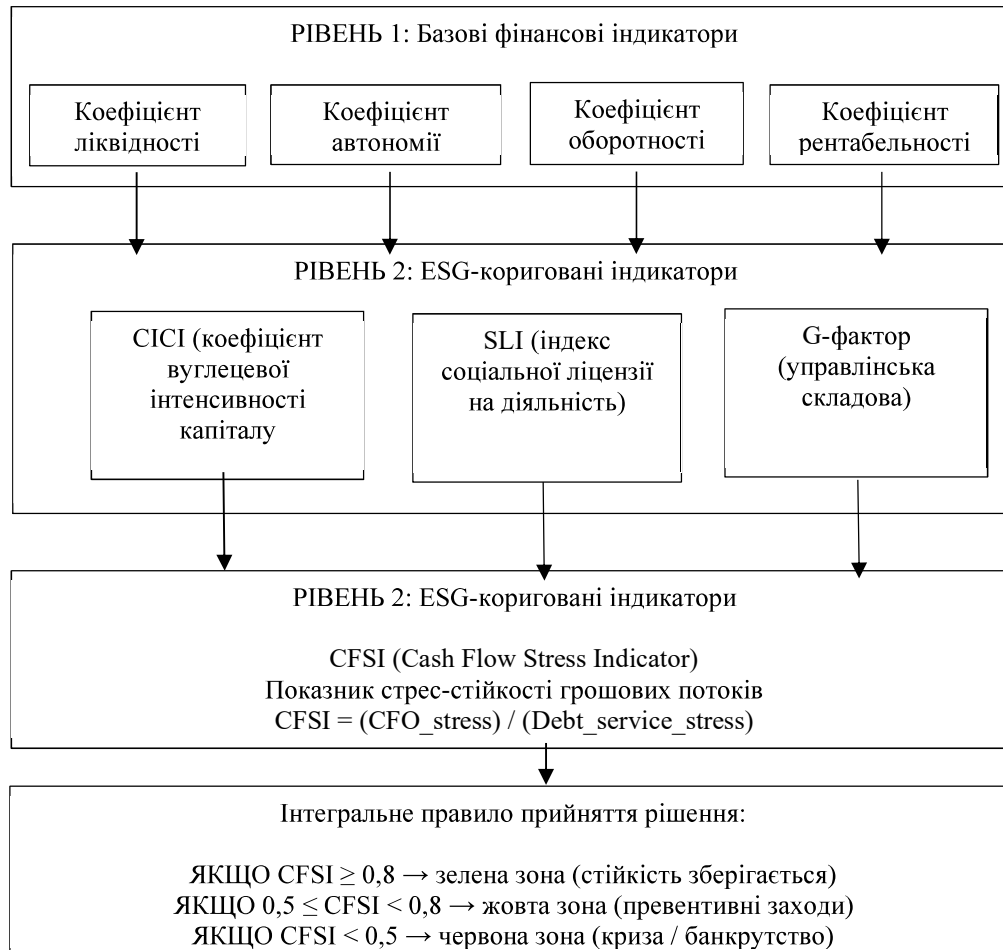 РІВЕНЬ 1: Базові фінансові індикатори
Коефіцієнт
ліквідності
Коефіцієнт
автономії
Коефіцієнт
оборотності
Коефіцієнт
рентабельності
РІВЕНЬ 2: ESG-кориговані індикатори
CICI (коефіцієнт
вуглецевої
інтенсивності
капіталу
SLI (індекс
соціальної ліцензії
на діяльність)
G-фактор
(управлінська
складова)
РІВЕНЬ 2: ESG-кориговані індикатори
CFSI (Cash Flow Stress Indicator)
Показник стрес-стійкості грошових потоків
CFSI = (CFO_stress) / (Debt_service_stress)
Інтегральне правило прийняття рішення:
ЯКЩО CFSI ≥ 0,8 → зелена зона (стійкість зберігається)
ЯКЩО 0,5 ≤ CFSI < 0,8 → жовта зона (превентивні заходи)
ЯКЩО CFSI < 0,5 → червона зона (криза / банкрутство)